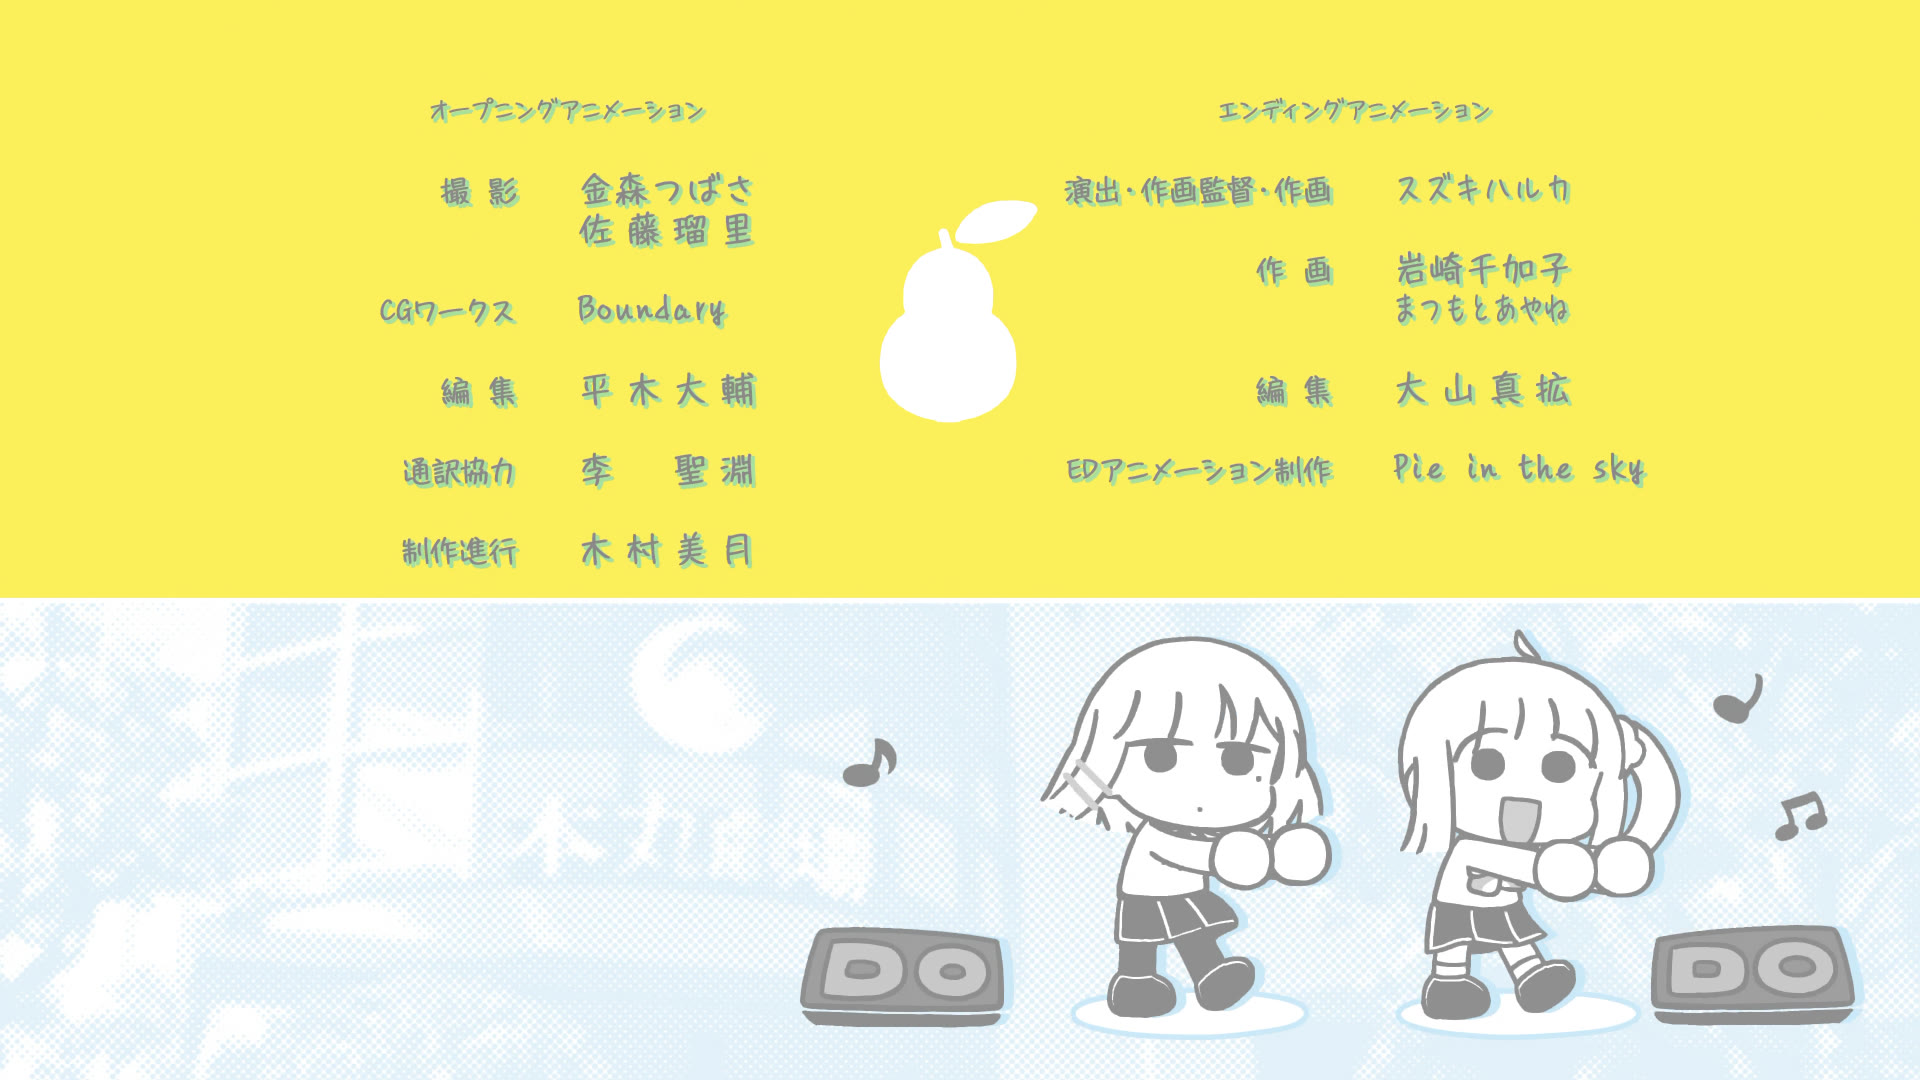 オープニングアニメーション
撮影 金森つばさ
佐藤瑠里
CGワークス Boundary
編集 平木大輔
通訳協力 李 聖淵
制作進行 木村美月
エンディングアニメーション
演出・作画監督・作画 スズキハルカ
作画 岩崎千加子
まつもとあやね
編集 大山真拡
EDアニメーション制作 Pie in the sky
DO
DO